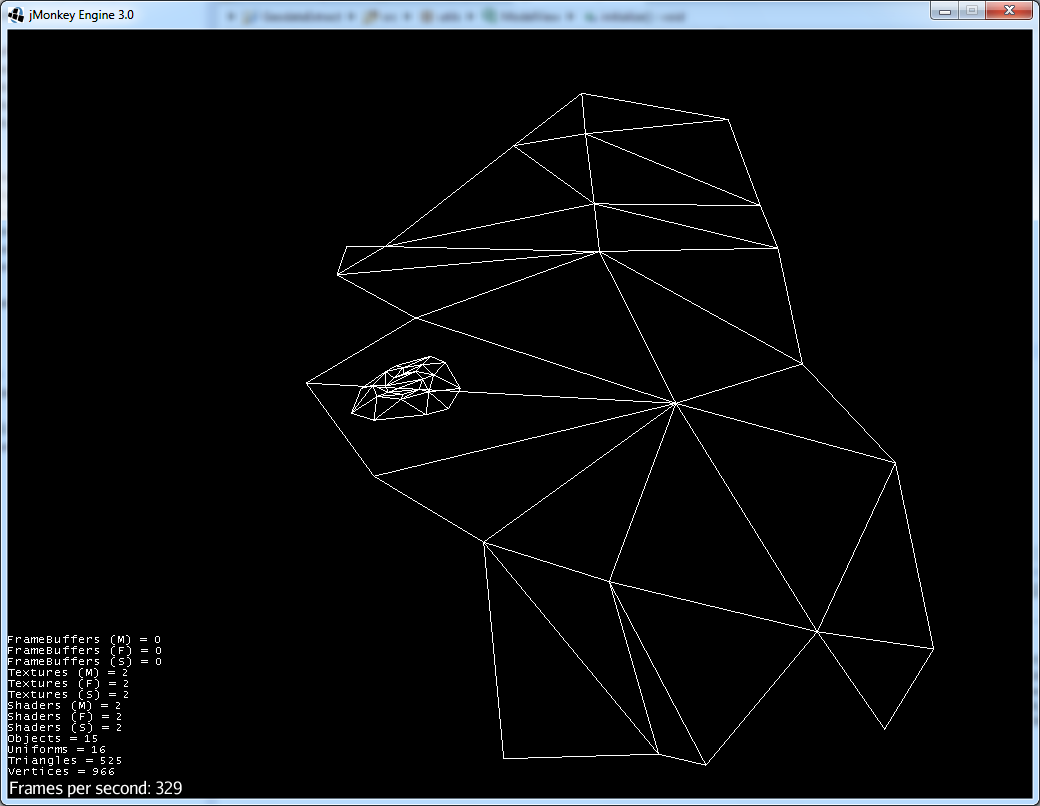 jMonkey Engine 3.0
FrameBuffers (M) = 0
FrameBuffers (F) = 0
FrameBuffers (S) = 0
Textures (M) = 2
Textures (F) = 2
Textures (S) = 2
Shaders (M) = 2
Shaders (F) = 2
Shaders (S) = 2
Objects = 15
Uniforms = 16
Triangles = 525
Vertices = 966
Frames per second: 329